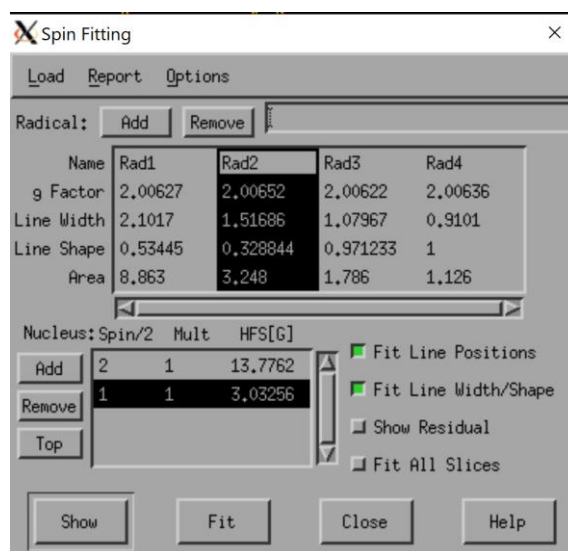 Spin Fitting
Load Report Options
Radical: Add Remove
Name Rad1 Rad2 Rad3 Rad4
g Factor 2.00627 2.00652 2.00622 2.00636
Line Width 2.1017 1.51686 1.07967 0.9101
Line Shape 0.53445 0.328844 0.971233 1
Area 8.863 3.248 1.786 1.126
Nucleus: Spin/2 Mult HFS[G]
Add 2 1 13.7762
Remove 1 1 3.03256
Top
Fit Line Positions
Fit Line Width/Shape
Show Residual
Fit All Slices
Show Fit Close Help